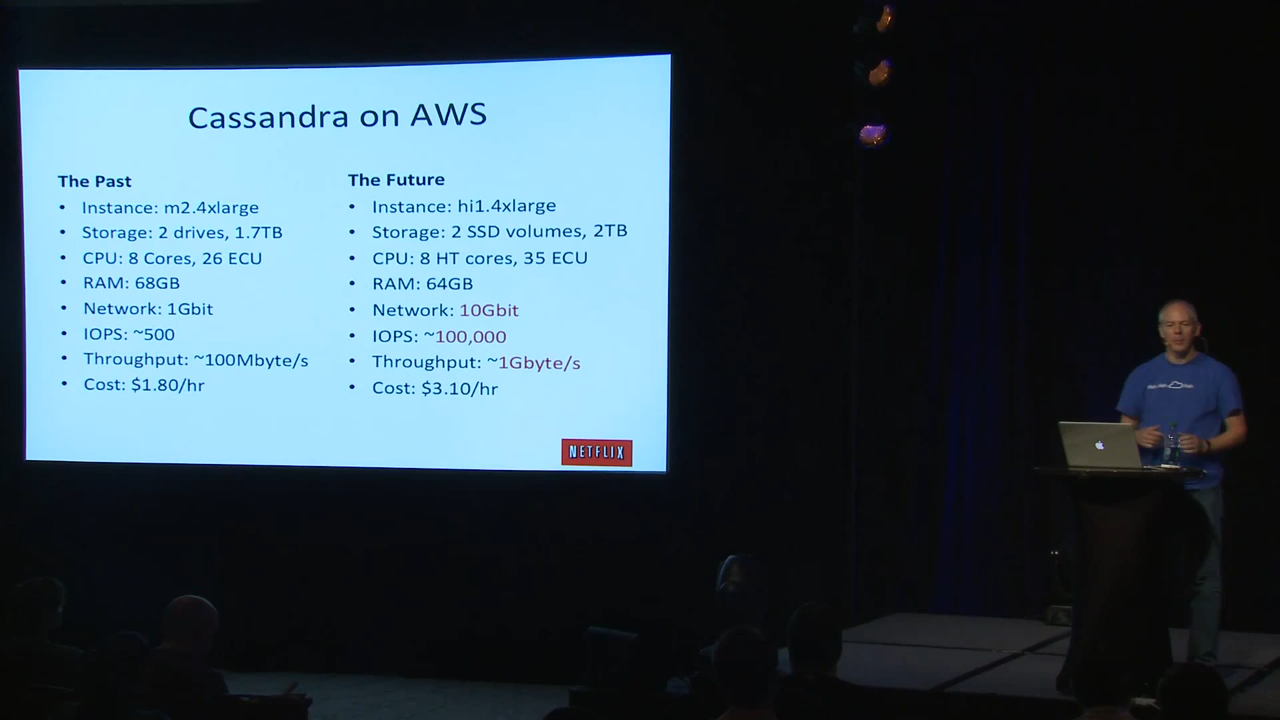 Cassandra on AWS
The Past
• Instance: m2.4xlarge
• Storage: 2 drives, 1.7TB
• CPU: 8 Cores, 26 ECU
• RAM: 68GB
• Network: 1Gbit
• IOPS: ~500
• Throughput: ~100Mbyte/s
• Cost: $1.80/hr
The Future
• Instance: hi1.4xlarge
• Storage: 2 SSD volumes, 2TB
• CPU: 8 HT cores, 35 ECU
• RAM: 64GB
• Network: 10Gbit
• IOPS: ~100,000
• Throughput: ~1Gbyte/s
• Cost: $3.10/hr
NETFLIX